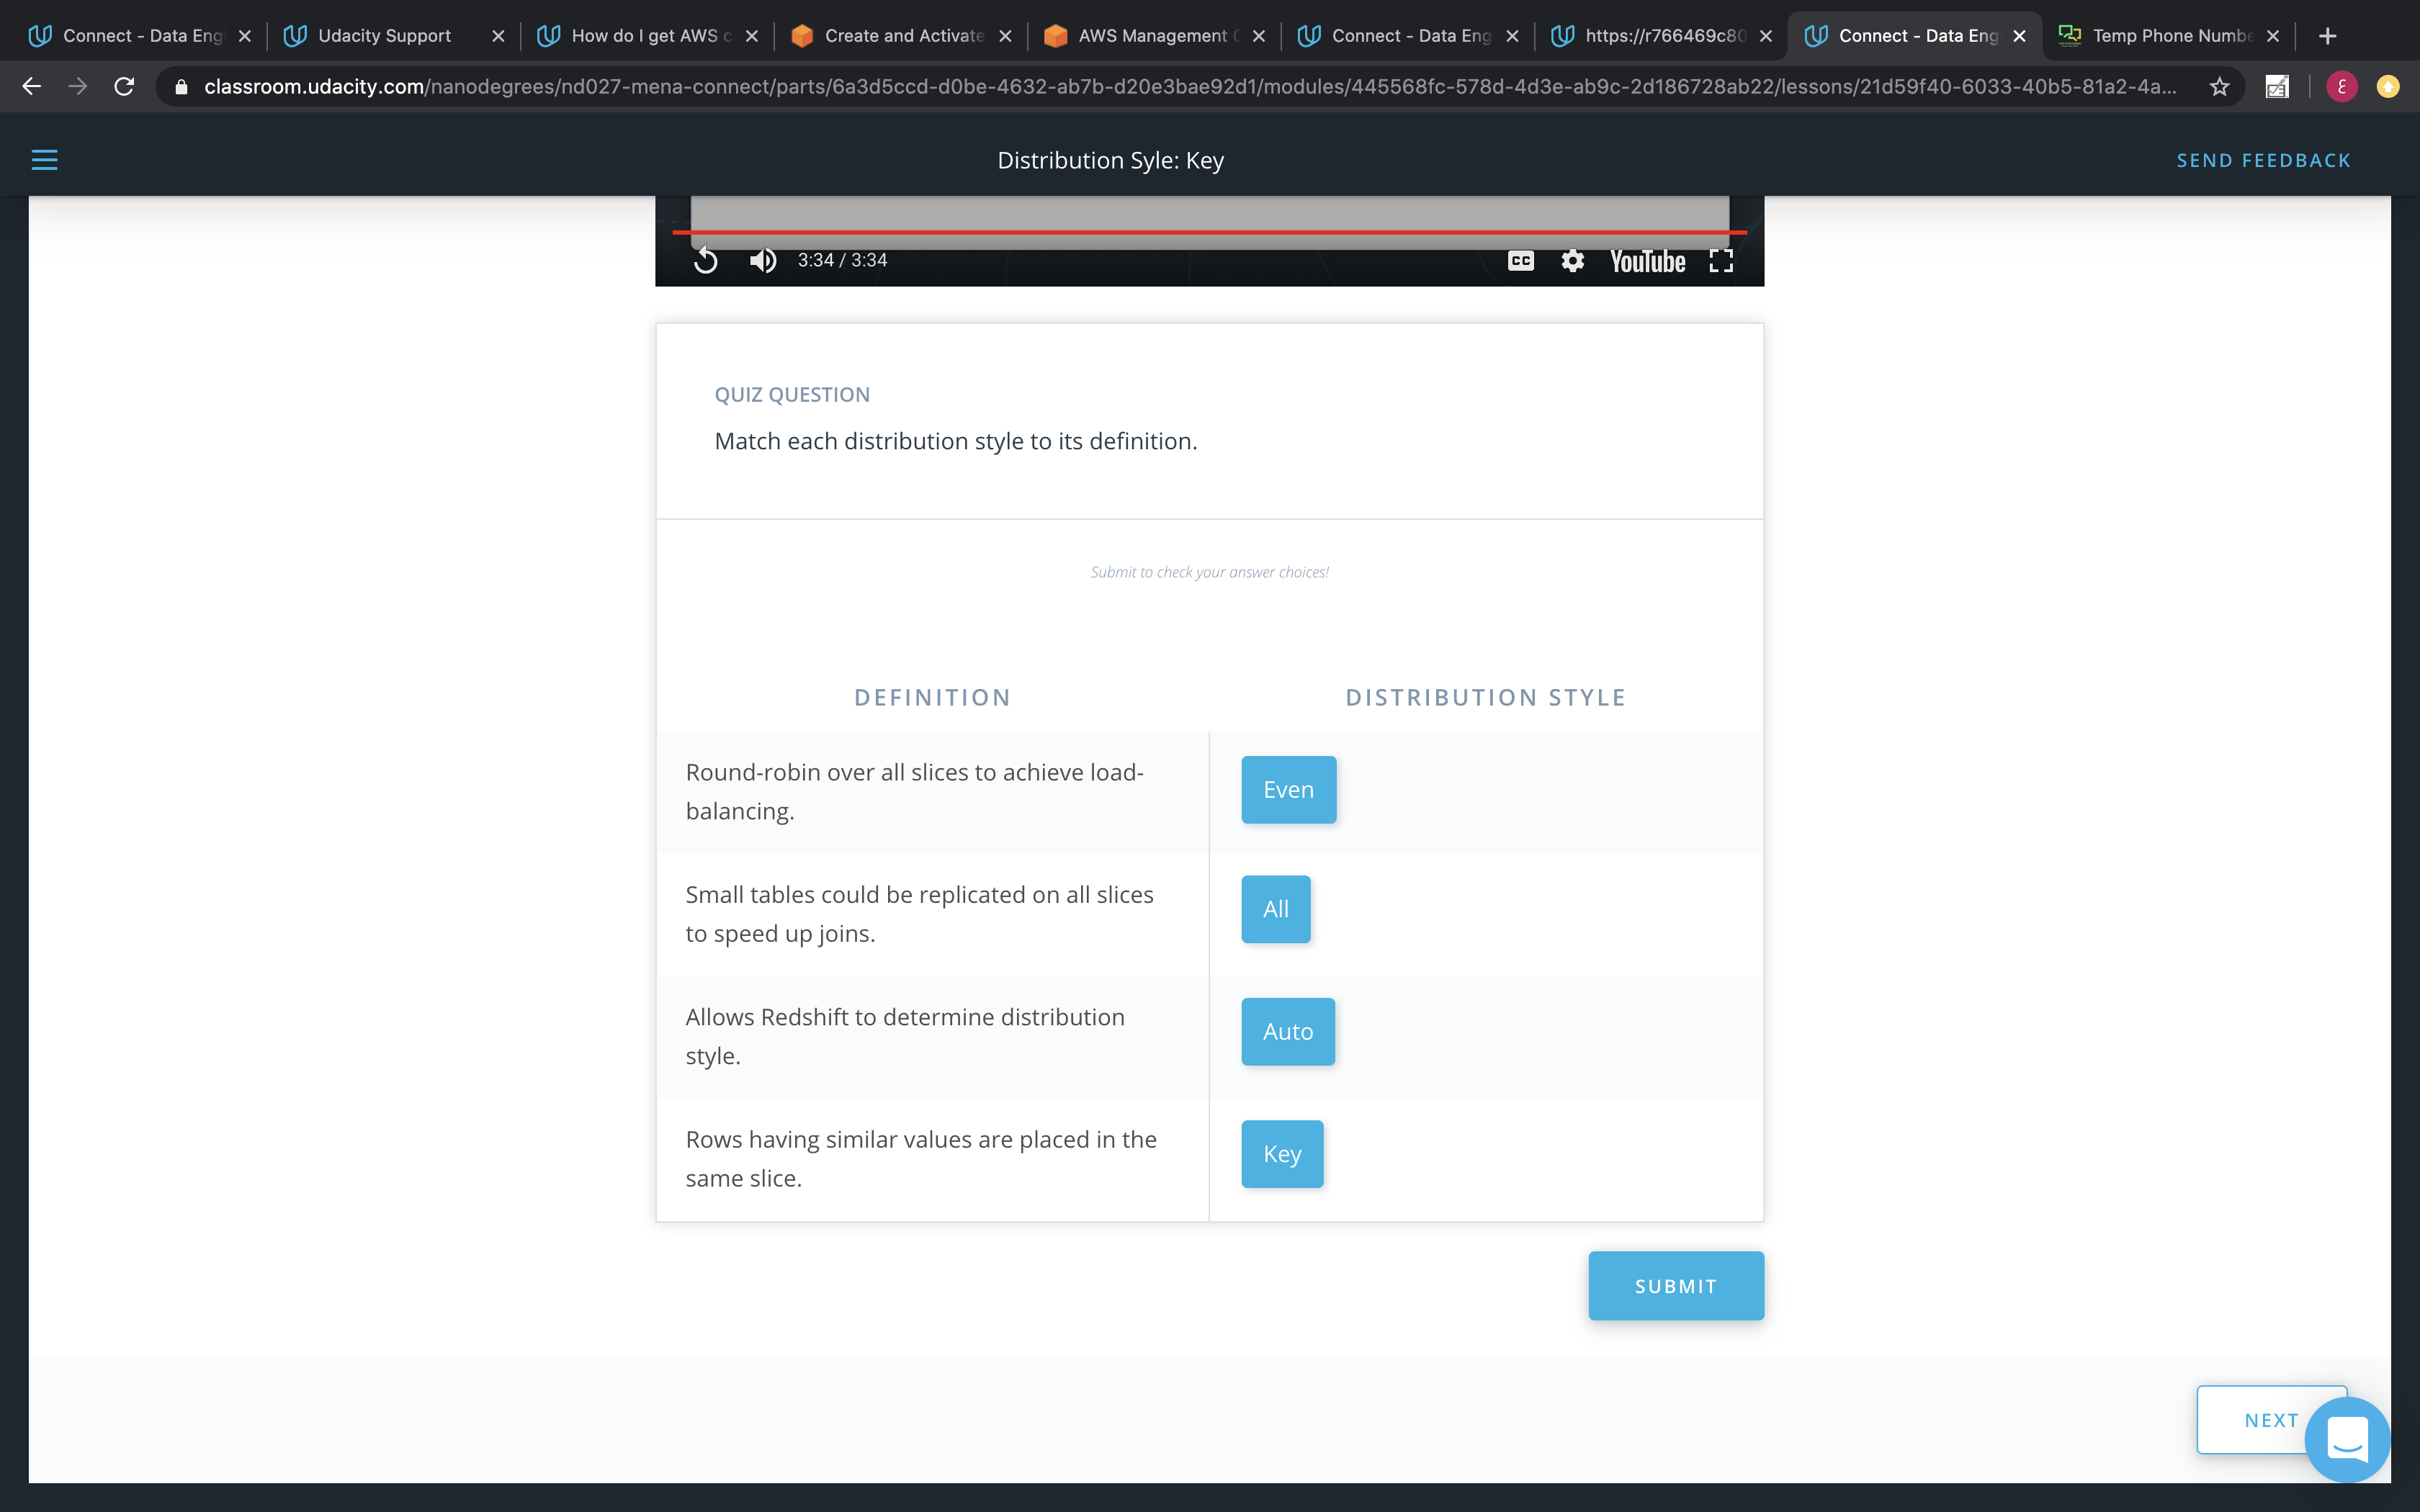 Connect - Data Eng
Udacity Support
How do I get AWS c
Create and Activate
AWS Management C
Connect - Data Eng
https://r766469c80
Connect - Data Eng
Temp Phone Numbe
classroom.udacity.com/nanodegrees/nd027-mena-connect/parts/6a3d5ccd-d0be-4632-ab7b-d20e3bae92d1/modules/445568fc-578d-4d3e-ab9c-2d186728ab22/lessons/21d59f40-6033-40b5-81a2-4a...
Distribution Syle: Key
SEND FEEDBACK
3:34 / 3:34
CC
YouTube
QUIZ QUESTION
Match each distribution style to its definition.
Submit to check your answer choices!
DEFINITION
DISTRIBUTION STYLE
Round-robin over all slices to achieve load-
balancing.
Even
Small tables could be replicated on all slices
to speed up joins.
All
Allows Redshift to determine distribution
style.
Auto
Rows having similar values are placed in the
same slice.
Key
SUBMIT
NEXT